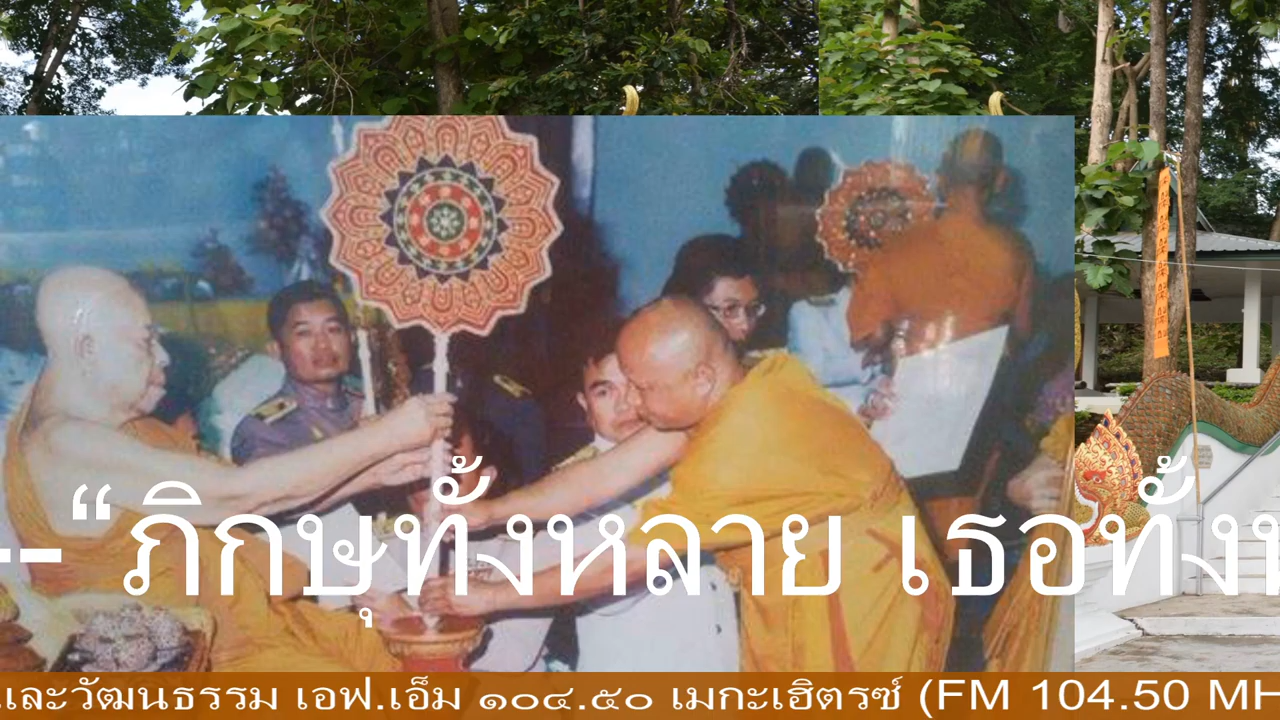 -- “ภิกษุทั้งหลาย เธอทั้งห
และวัฒนธรรม เอฟ.เอ็ม ๑๐๔.๕๐ เมกะเฮิตรซ์ (FM 104.50 MH